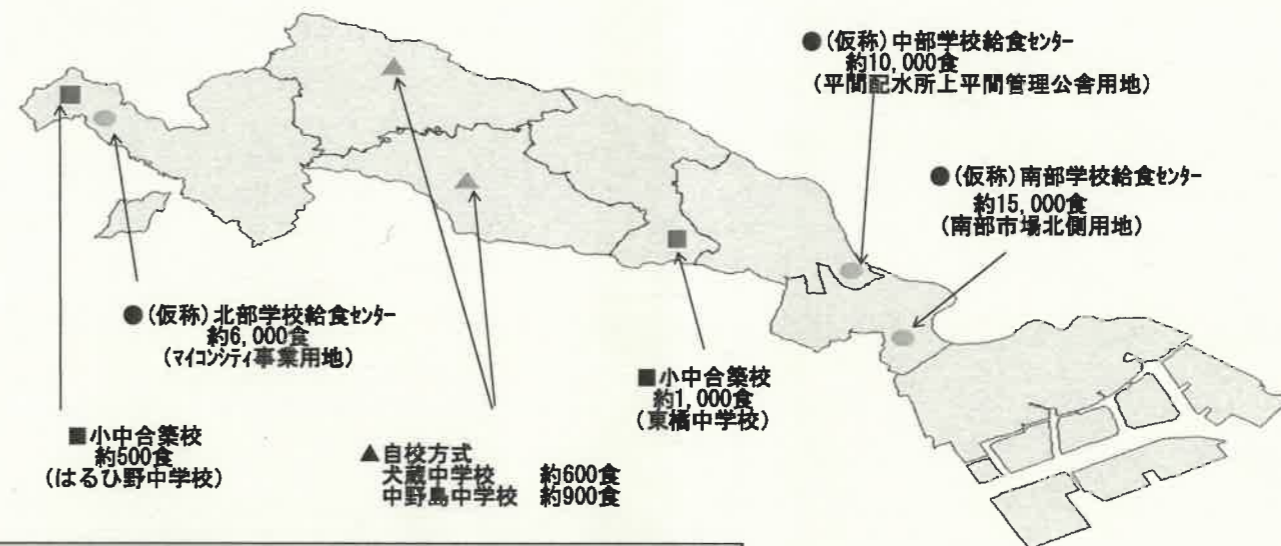 ●(仮称)中部学校給食センター
約10,000食
(平間配水所上平間管理公舎用地)
●(仮称)南部学校給食センター
約15,000食
(南部市場北側用地)
●(仮称)北部学校給食センター
約6,000食
(マイコンシティ事業用地)
■小中合築校
約1,000食
(東橘中学校)
■小中合築校
約500食
(はるひ野中学校)
▲自校方式
犬蔵中学校 約600食
中野島中学校 約900食